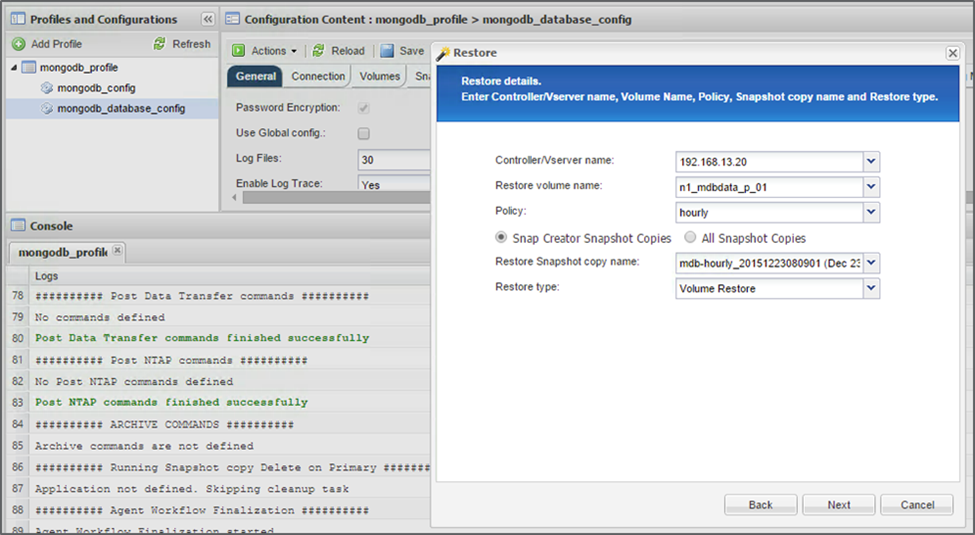 Profiles and Configurations
Add Profile
Refresh
mongodb_profile
mongodb_config
mongodb_database_config
Configuration Content : mongodb_profile > mongodb_database_config
Actions
Reload
Save
General
Connection
Volumes
Password Encryption:
Use Global config.:
Log Files:
30
Enable Log Trace:
Yes
Restore
Restore details.
Enter Controller/Vserver name, Volume Name, Policy, Snapshot copy name and Restore type.
Controller/Vserver name:
192.168.13.20
Restore volume name:
n1_mdbdata_p_01
Policy:
hourly
Snap Creator Snapshot Copies
All Snapshot Copies
Restore Snapshot copy name:
mdb-hourly_20151223080901 (Dec 23
Restore type:
Volume Restore
Back
Next
Cancel
Console
mongodb_profile
Logs
78 ########## Post Data Transfer commands ##########
79 No commands defined
80 Post Data Transfer commands finished successfully
81 ########## Post NTAP commands ##########
82 No Post NTAP commands defined
83 Post NTAP commands finished successfully
84 ########## ARCHIVE COMMANDS ##########
85 Archive commands are not defined
86 ########## Running Snapshot copy Delete on Primary #######
87 Application not defined. Skipping cleanup task
88 ########## Agent Workflow Finalization ##########
89 Agent Workflow Finalization started